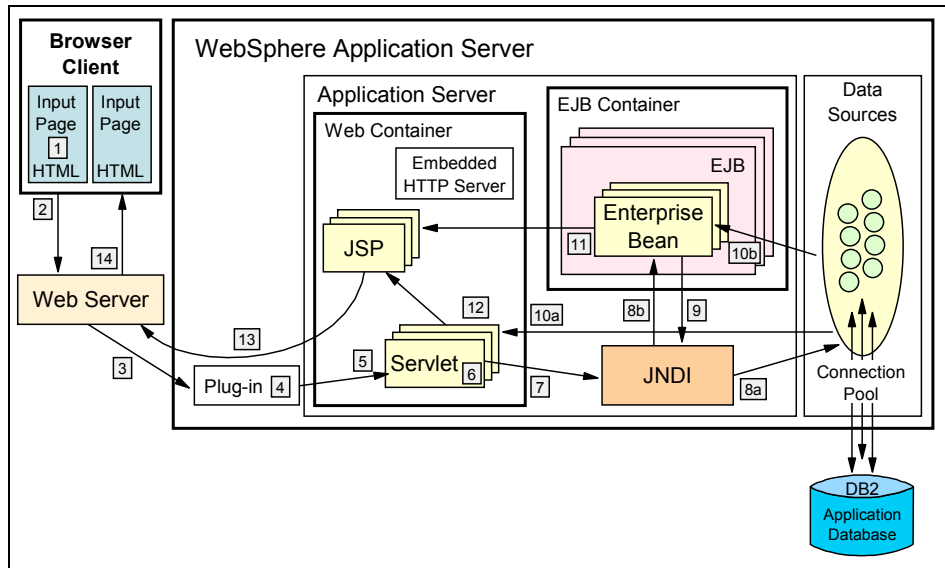 Browser
Client
Input
Page
1
HTML
Input
Page
HTML
2
14
Web Server
3
WebSphere Application Server
Application Server
Web Container
Embedded
HTTP Server
JSP
12
13
5
Servlet
6
Plug-in
4
7
EJB Container
EJB
Enterprise
Bean
11
10b
8b
9
10a
JNDI
8a
Data
Sources
Connection
Pool
DB2
Application
Database